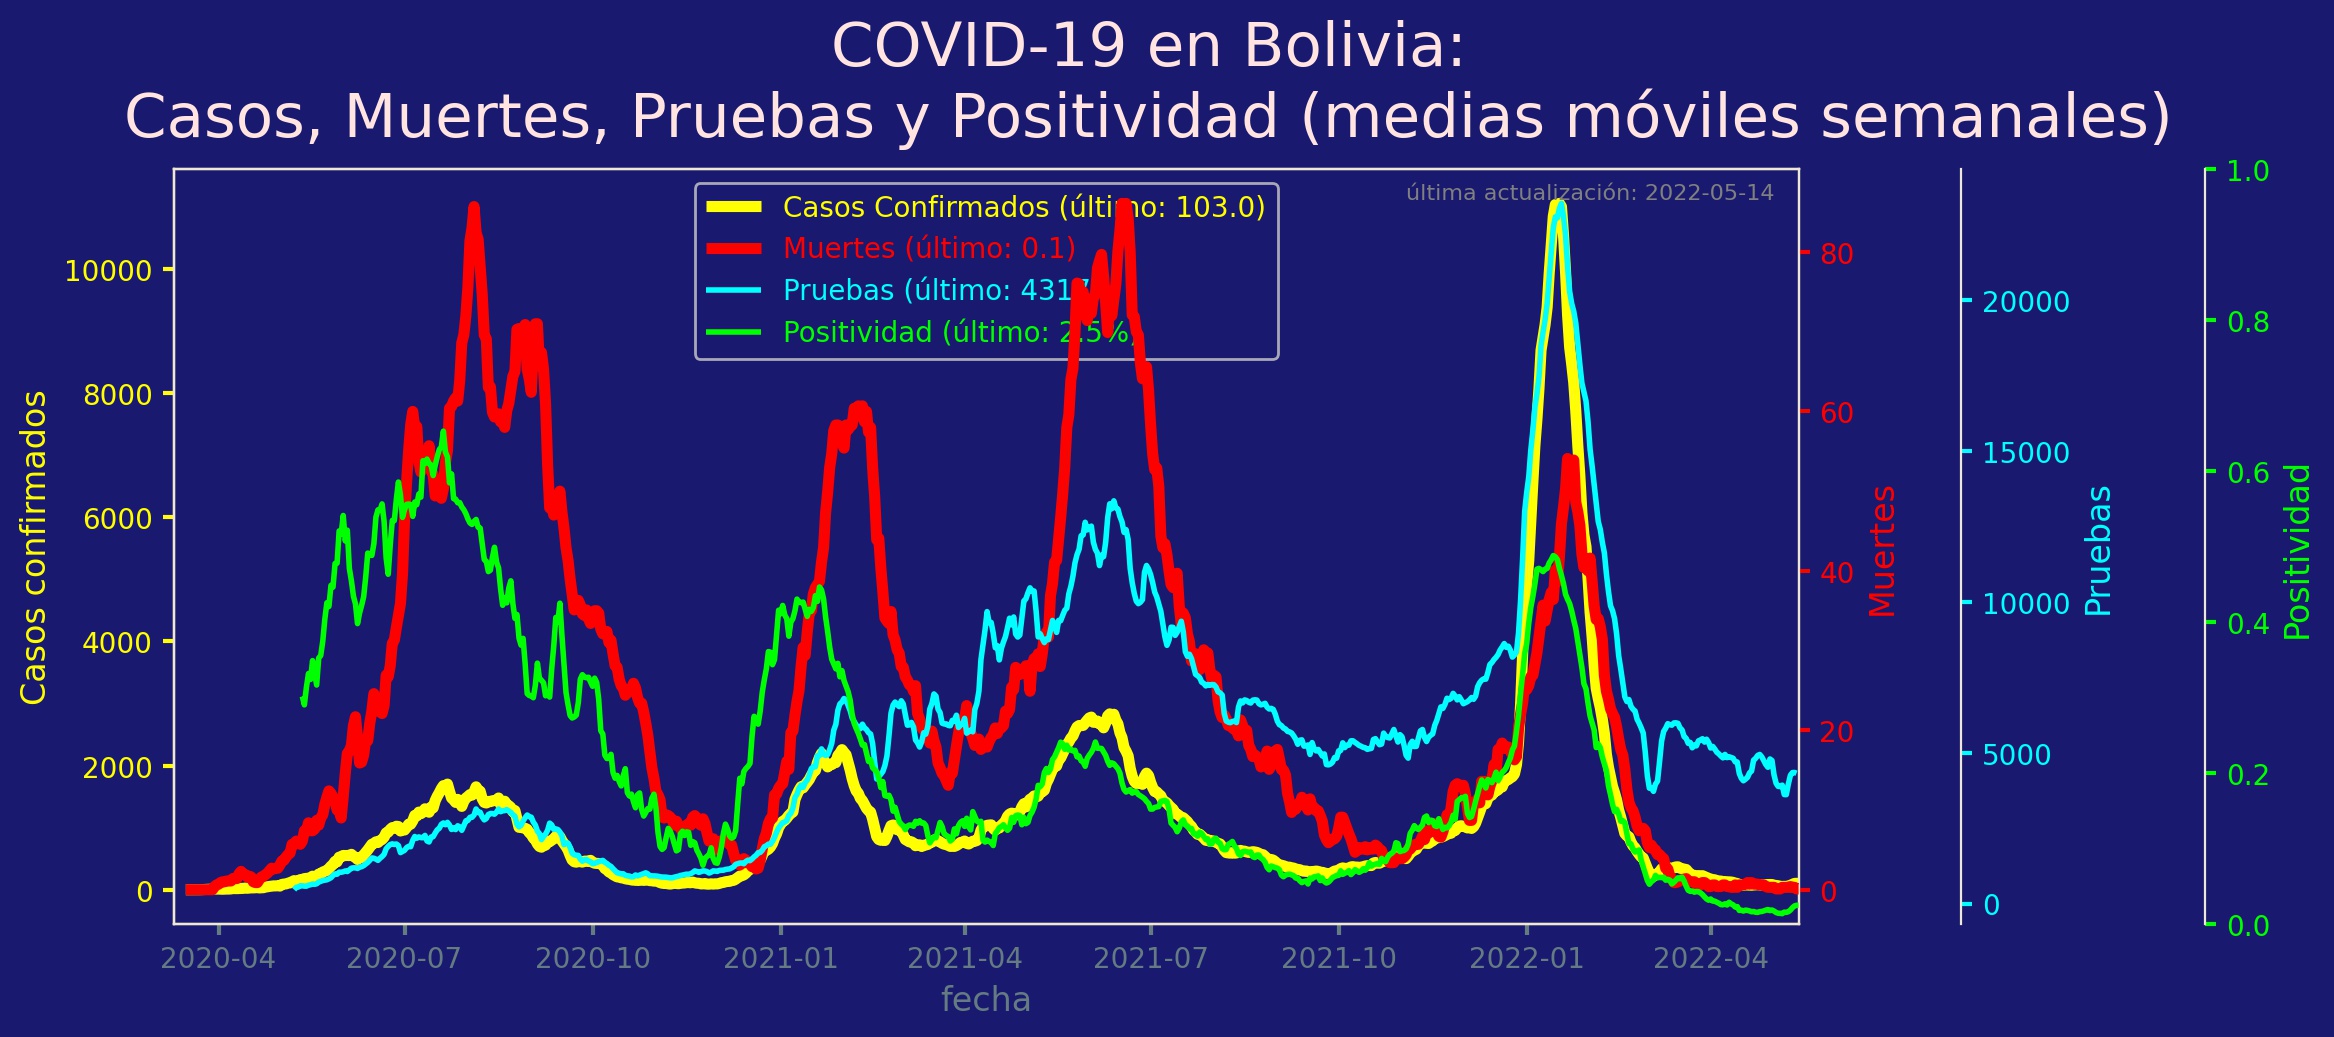 COVID-19 en Bolivia:
Casos, Muertes, Pruebas y Positividad (medias móviles semanales)
última actualización: 2022-05-14
Casos Confirmados (último: 103.0)
Muertes (último: 0.1)
Pruebas (último: 4317
Positividad (último: 2.5%)
Casos confirmados
10000
8000
6000
4000
2000
0
Muertes
80
60
40
20
0
Pruebas
20000
15000
10000
5000
0
Positividad
1.0
0.8
0.6
0.4
0.2
0.0
2020-04
2020-07
2020-10
2021-01
2021-04
2021-07
2021-10
2022-01
2022-04
fecha